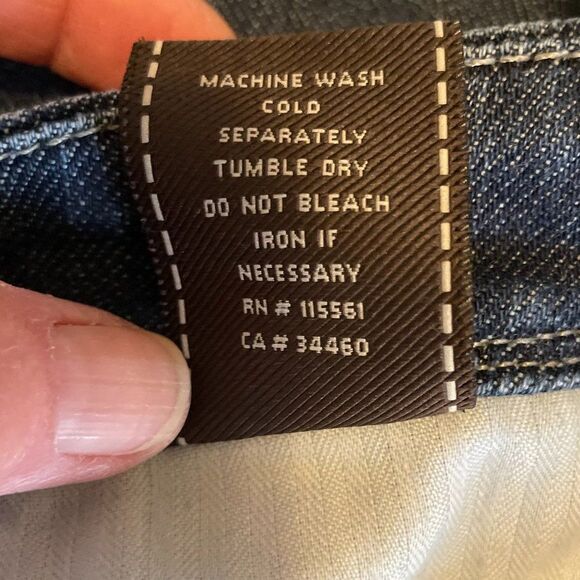 MACHINE WASH
COLD
SEPARATELY
TUMBLE DRY
DO NOT BLEACH
IRON IF
NECESSARY
RN # 115561
CA # 34460